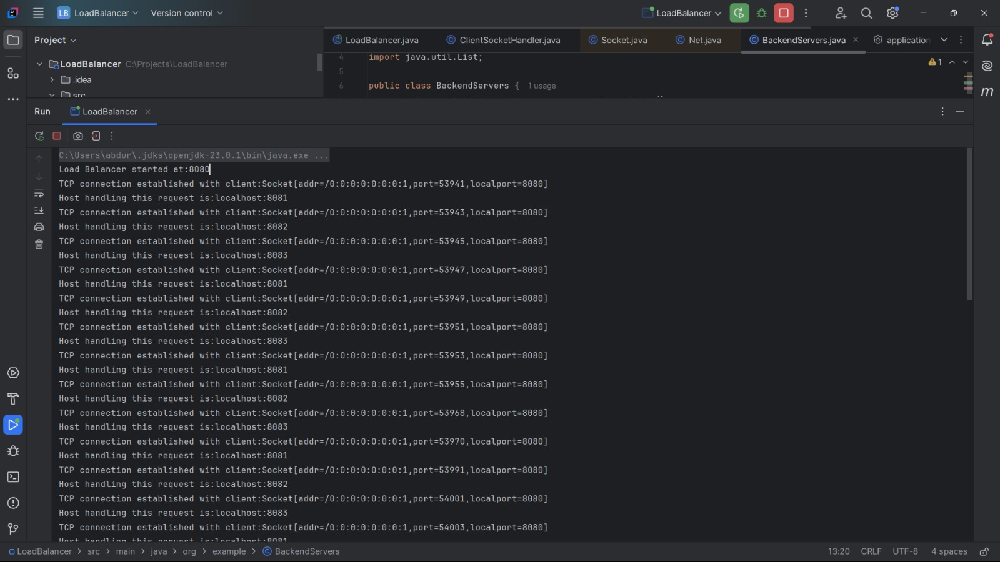 LB LoadBalancer Version control LoadBalancer
Project
LoadBalancer C:\Projects\LoadBalancer
.idea
src
LoadBalancer.java ClientSocketHandler.java Socket.java Net.java BackendServers.java application
4 import java.util.List;
5
6 public class BackendServers { 1 usage
1
Run LoadBalancer
C:\Users\abdur\.jdks\openjdk-23.0.1\bin\java.exe ...
Load Balancer started at:8080
TCP connection established with client:Socket[addr=/0:0:0:0:0:0:0:1,port=53941,localport=8080]
Host handling this request is:localhost:8081
TCP connection established with client:Socket[addr=/0:0:0:0:0:0:0:1,port=53943,localport=8080]
Host handling this request is:localhost:8082
TCP connection established with client:Socket[addr=/0:0:0:0:0:0:0:1,port=53945,localport=8080]
Host handling this request is:localhost:8083
TCP connection established with client:Socket[addr=/0:0:0:0:0:0:0:1,port=53947,localport=8080]
Host handling this request is:localhost:8081
TCP connection established with client:Socket[addr=/0:0:0:0:0:0:0:1,port=53949,localport=8080]
Host handling this request is:localhost:8082
TCP connection established with client:Socket[addr=/0:0:0:0:0:0:0:1,port=53951,localport=8080]
Host handling this request is:localhost:8083
TCP connection established with client:Socket[addr=/0:0:0:0:0:0:0:1,port=53953,localport=8080]
Host handling this request is:localhost:8081
TCP connection established with client:Socket[addr=/0:0:0:0:0:0:0:1,port=53955,localport=8080]
Host handling this request is:localhost:8082
TCP connection established with client:Socket[addr=/0:0:0:0:0:0:0:1,port=53968,localport=8080]
Host handling this request is:localhost:8083
TCP connection established with client:Socket[addr=/0:0:0:0:0:0:0:1,port=53970,localport=8080]
Host handling this request is:localhost:8081
TCP connection established with client:Socket[addr=/0:0:0:0:0:0:0:1,port=53991,localport=8080]
Host handling this request is:localhost:8082
TCP connection established with client:Socket[addr=/0:0:0:0:0:0:0:1,port=54001,localport=8080]
Host handling this request is:localhost:8083
TCP connection established with client:Socket[addr=/0:0:0:0:0:0:0:1,port=54003,localport=8080]
Host handling this request is:localhost:8081
LoadBalancer > src > main > java > org > example > BackendServers 13:20 CRLF UTF-8 4 spaces